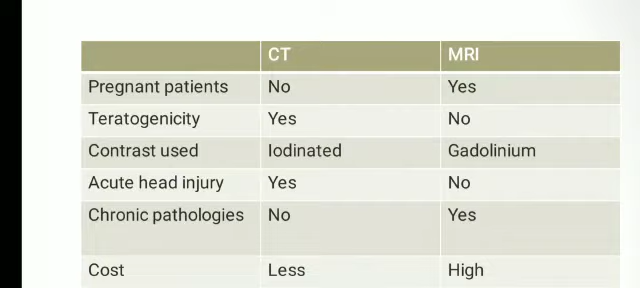 CT MRI
Pregnant patients No Yes
Teratogenicity Yes No
Contrast used Iodinated Gadolinium
Acute head injury Yes No
Chronic pathologies No Yes
Cost Less High